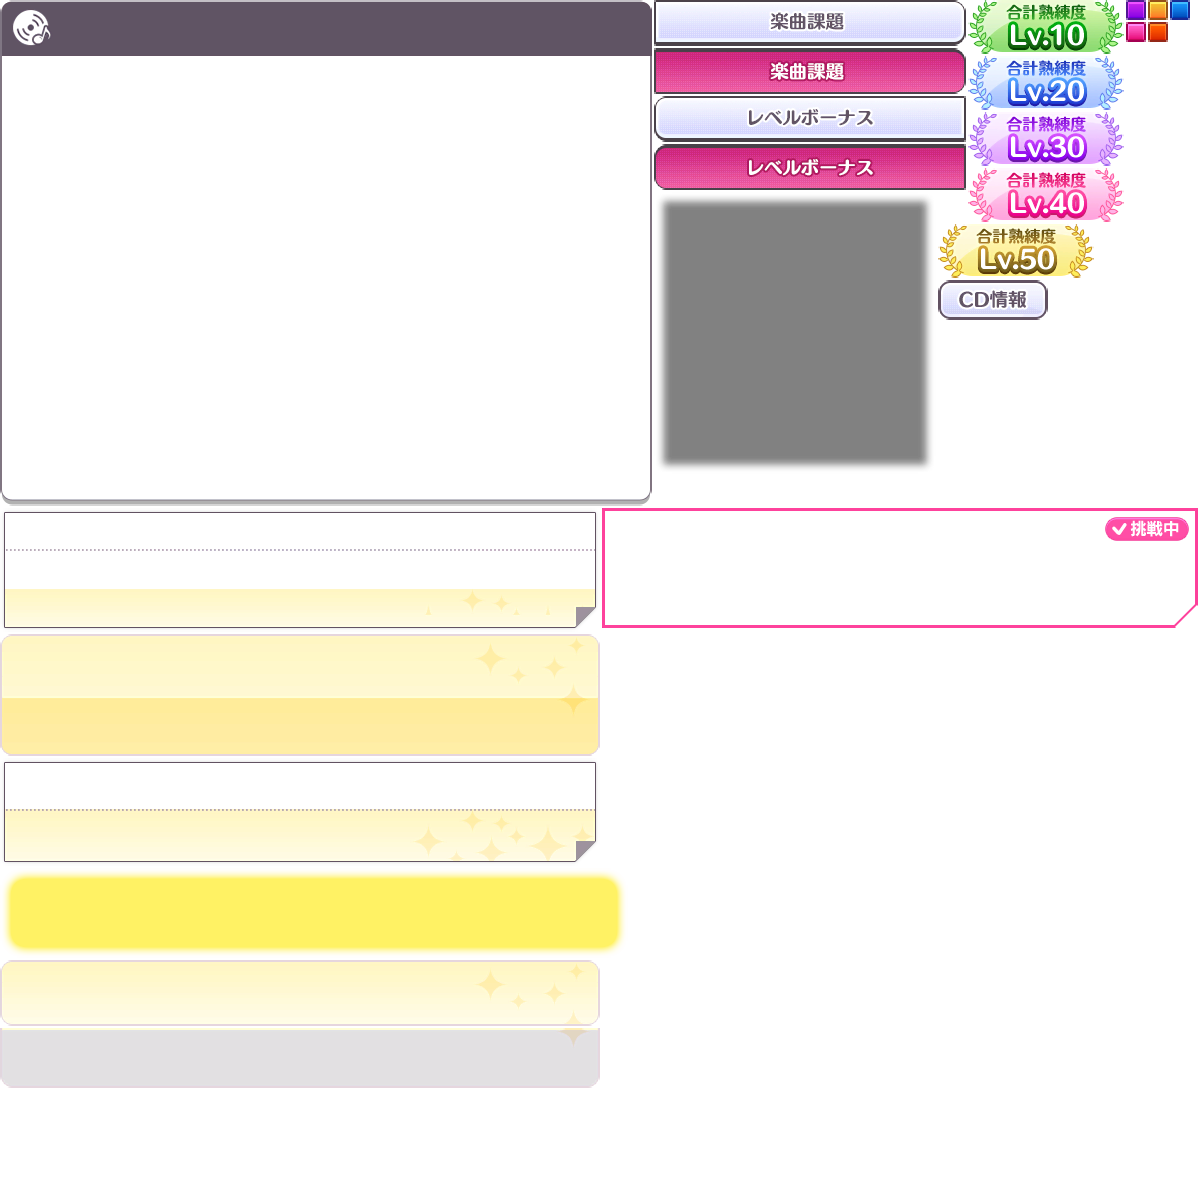 楽曲課題
楽曲課題
レベルボーナス
レベルボーナス
合計熟練度
Lv.10
合計熟練度
Lv.20
合計熟練度
Lv.30
合計熟練度
Lv.40
合計熟練度
Lv.50
CD情報
挑戦中